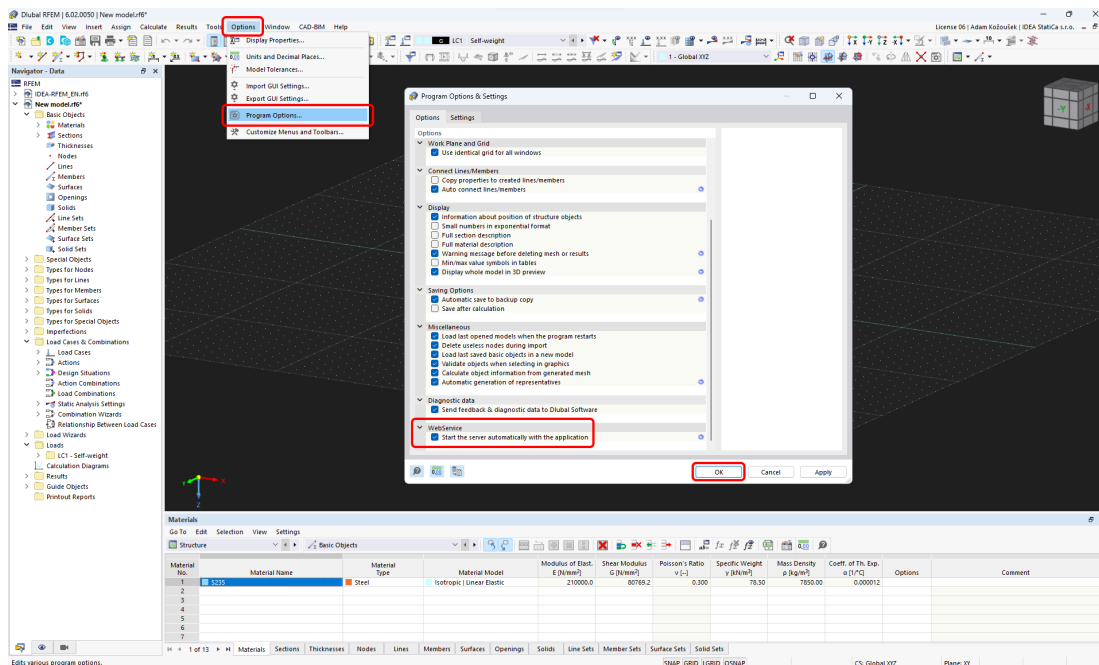 Dlubal RFEM | 6.02.0050 | New model.rf6*
File Edit View Insert Assign Calculate Results Tools Options Window CAD-BIM Help
License 06 | Adam Kožoušek | IDEA StatiCa s.r.o.
G LC1 Self-weight
1 - Global XYZ
Display Properties...
Units and Decimal Places...
Model Tolerances...
Import GUI Settings...
Export GUI Settings...
Program Options...
Customize Menus and Toolbars...
Navigator - Data
RFEM
IDEA-RFEM_EN.rf6
New model.rf6*
Basic Objects
Materials
Sections
Thicknesses
Nodes
Lines
Members
Surfaces
Openings
Solids
Line Sets
Member Sets
Surface Sets
Solid Sets
Special Objects
Types for Nodes
Types for Lines
Types for Members
Types for Surfaces
Types for Solids
Types for Special Objects
Imperfections
Load Cases & Combinations
Load Cases
Actions
Design Situations
Action Combinations
Load Combinations
Static Analysis Settings
Combination Wizards
Relationship Between Load Cases
Load Wizards
Loads
LC1 - Self-weight
Calculation Diagrams
Results
Guide Objects
Printout Reports
Program Options & Settings
Options Settings
Options
Work Plane and Grid
Use identical grid for all windows
Connect Lines/Members
Copy properties to created lines/members
Auto connect lines/members
Display
Information about position of structure objects
Small numbers in exponential format
Full section description
Full material description
Warning message before deleting mesh or results
Min/max value symbols in tables
Display whole model in 3D preview
Saving Options
Automatic save to backup copy
Save after calculation
Miscellaneous
Load last opened models when the program restarts
Delete useless nodes during import
Load last saved basic objects in a new model
Validate objects when selecting in graphics
Calculate object information from generated mesh
Automatic generation of representatives
Diagnostic data
Send feedback & diagnostic data to Dlubal Software
WebService
Start the server automatically with the application
OK Cancel Apply
-Y
X
Y
Z
Materials
Go To Edit Selection View Settings
Structure Basic Objects
Material No. Material Name Material Type Material Model Modulus of Elast. E [N/mm²] Shear Modulus G [N/mm²] Poisson's Ratio ν [--] Specific Weight γ [kN/m³] Mass Density ρ [kg/m³] Coeff. of Th. Exp. α [1/°C] Options Comment
1 S235 Steel Isotropic | Linear Elastic 210000.0 80769.2 0.300 78.50 7850.00 0.000012
2
3
4
5
6
7
1 of 13 Materials Sections Thicknesses Nodes Lines Members Surfaces Openings Solids Line Sets Member Sets Surface Sets Solid Sets
Edits various program options. SNAP GRID LGRID OSNAP CS: Global XYZ Plane: XY